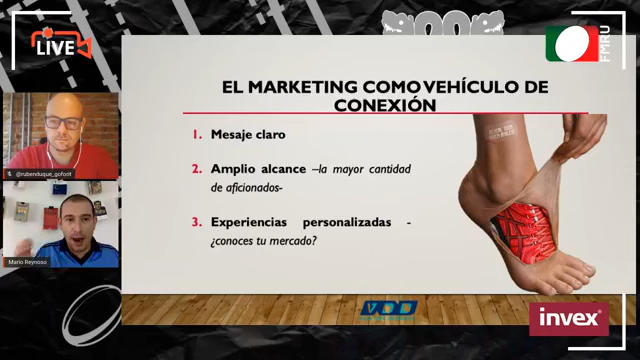 LIVE
FMRU
EL MARKETING COMO VEHÍCULO DE
CONEXIÓN
1. Mesaje claro
2. Amplio alcance –la mayor cantidad
de aficionados-
3. Experiencias personalizadas -
¿conoces tu mercado?
@rubenduque_goforit
Mario Reynoso
invex